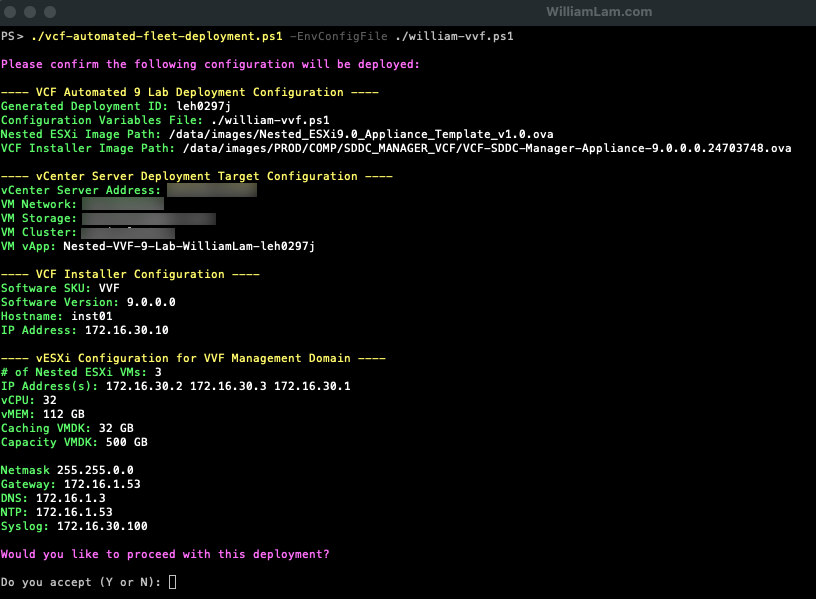 WilliamLam.com
PS> ./vcf-automated-fleet-deployment.ps1 -EnvConfigFile ./william-vvf.ps1
Please confirm the following configuration will be deployed:
---- VCF Automated 9 Lab Deployment Configuration ----
Generated Deployment ID: leh0297j
Configuration Variables File: ./william-vvf.ps1
Nested ESXi Image Path: /data/images/Nested_ESXi9.0_Appliance_Template_v1.0.ova
VCF Installer Image Path: /data/images/PROD/COMP/SDDC_MANAGER_VCF/VCF-SDDC-Manager-Appliance-9.0.0.0.24703748.ova
---- vCenter Server Deployment Target Configuration ----
vCenter Server Address:
VM Network:
VM Storage:
VM Cluster:
VM vApp: Nested-VVF-9-Lab-WilliamLam-leh0297j
---- VCF Installer Configuration ----
Software SKU: VVF
Software Version: 9.0.0.0
Hostname: inst01
IP Address: 172.16.30.10
---- vESXi Configuration for VVF Management Domain ----
# of Nested ESXi VMs: 3
IP Address(s): 172.16.30.2 172.16.30.3 172.16.30.1
vCPU: 32
vMEM: 112 GB
Caching VMDK: 32 GB
Capacity VMDK: 500 GB
Netmask 255.255.0.0
Gateway: 172.16.1.53
DNS: 172.16.1.3
NTP: 172.16.1.53
Syslog: 172.16.30.100
Would you like to proceed with this deployment?
Do you accept (Y or N):